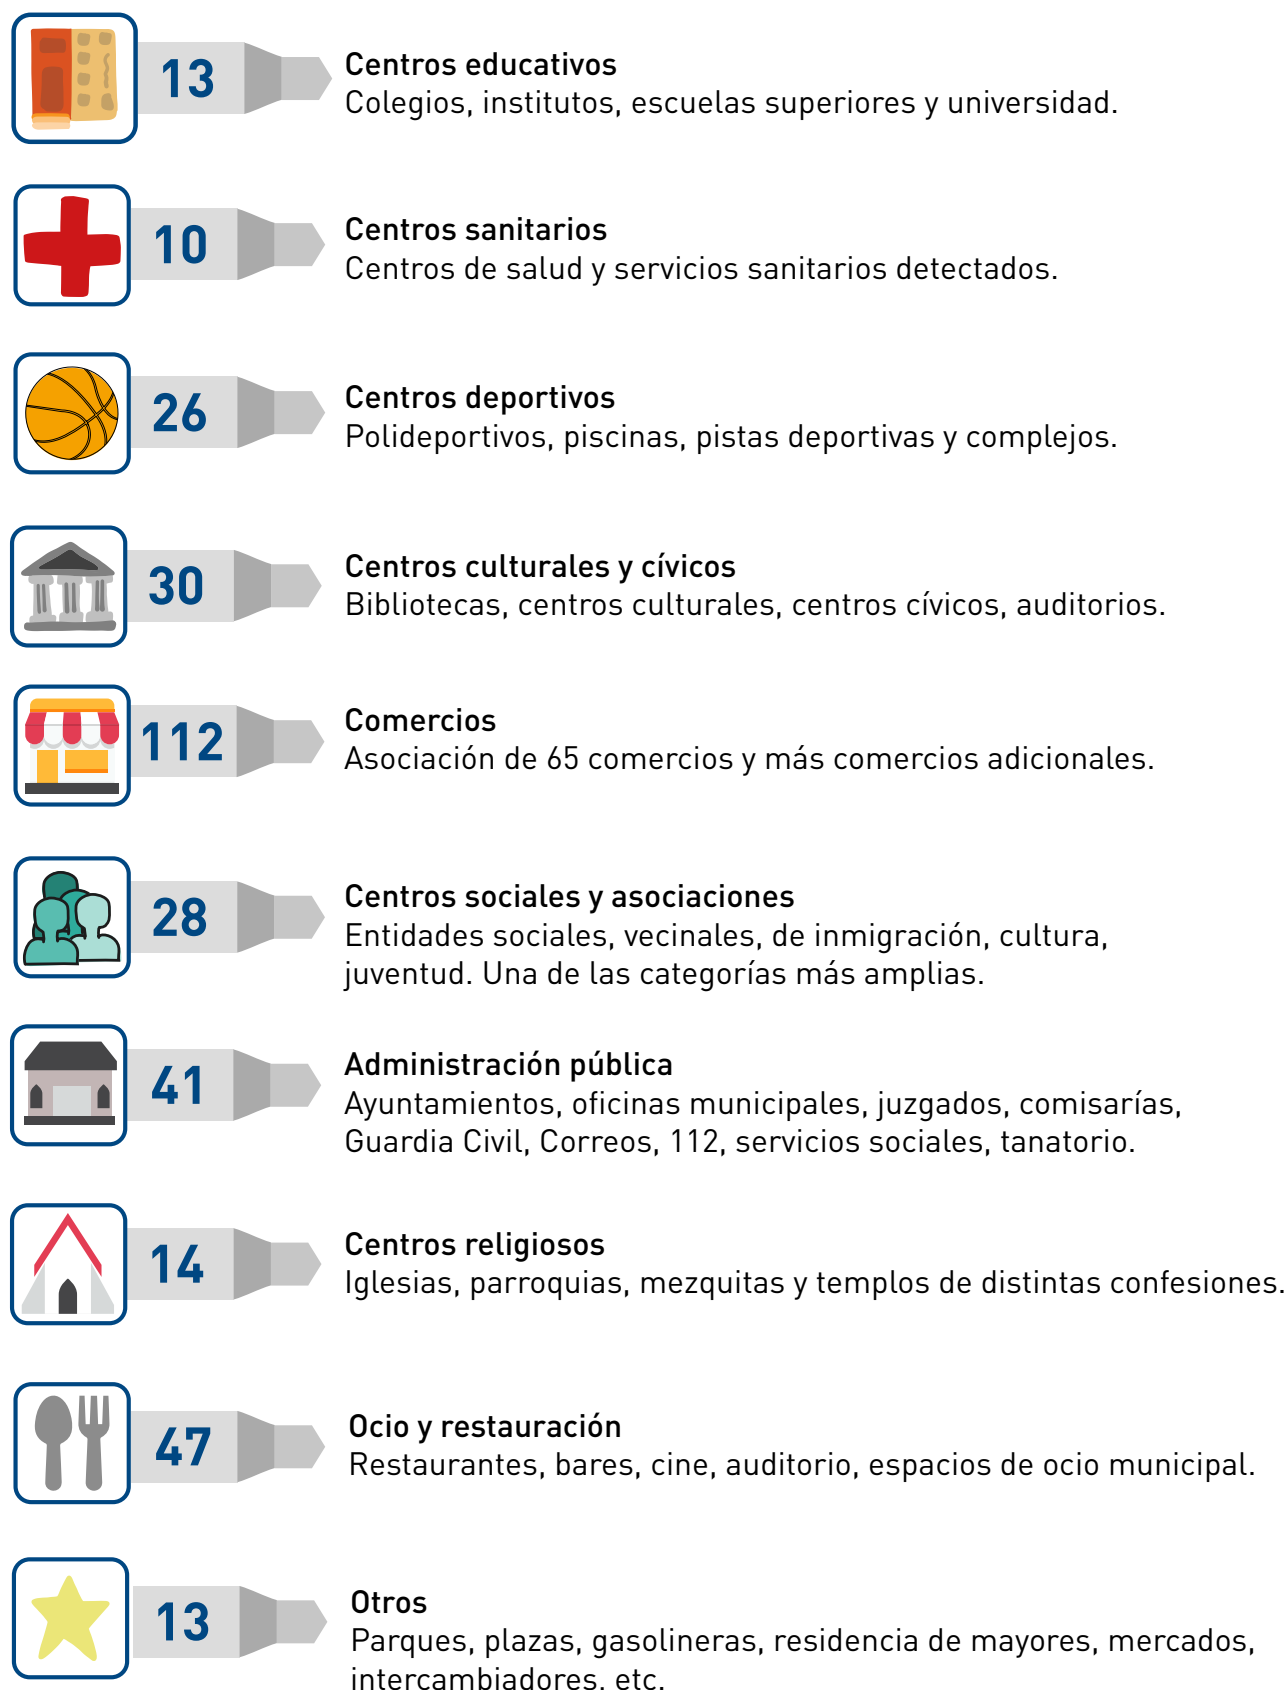 13
Centros educativos
Colegios, institutos, escuelas superiores y universidad.
10
Centros sanitarios
Centros de salud y servicios sanitarios detectados.
26
Centros deportivos
Polideportivos, piscinas, pistas deportivas y complejos.
30
Centros culturales y cívicos
Bibliotecas, centros culturales, centros cívicos, auditorios.
112
Comercios
Asociación de 65 comercios y más comercios adicionales.
28
Centros sociales y asociaciones
Entidades sociales, vecinales, de inmigración, cultura,
juventud. Una de las categorías más amplias.
41
Administración pública
Ayuntamientos, oficinas municipales, juzgados, comisarías,
Guardia Civil, Correos, 112, servicios sociales, tanatorio.
14
Centros religiosos
Iglesias, parroquias, mezquitas y templos de distintas confesiones.
47
Ocio y restauración
Restaurantes, bares, cine, auditorio, espacios de ocio municipal.
13
Otros
Parques, plazas, gasolineras, residencia de mayores, mercados,
intercambiadores, etc.